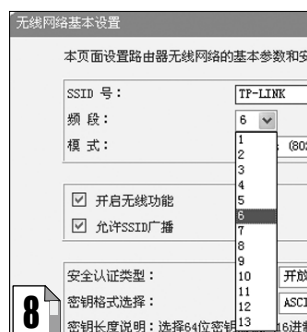 无线网络基本设置
本页面设置路由器无线网络的基本参数和安
SSID 号：
TP-LINK
频 段：
6
模 式：
(802
1
2
3
4
5
6
7
8
9
10
11
12
13
开启无线功能
允许SSID广播
安全认证类型：
开放
密钥格式选择：
ASCI
密钥长度说明：选择64位密钥
16进
8